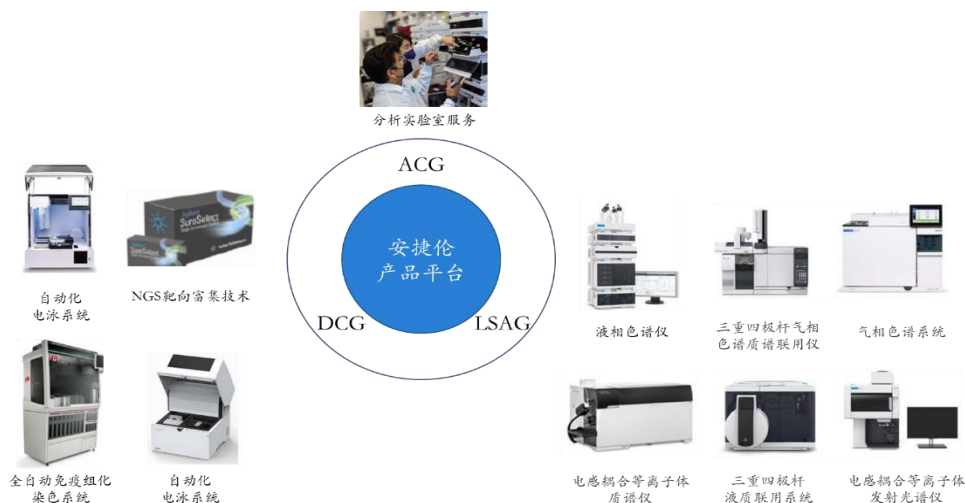 分析实验室服务
ACG
安捷伦
产品平台
DCG
LSAG
Agilent
SureSelect
自动化
电泳系统
NGS靶向富集技术
全自动免疫组化
染色系统
自动化
电泳系统
液相色谱仪
三重四极杆气相
色谱质谱联用仪
气相色谱系统
电感耦合等离子体
质谱仪
三重四极杆
液质联用系统
电感耦合等离子体
发射光谱仪